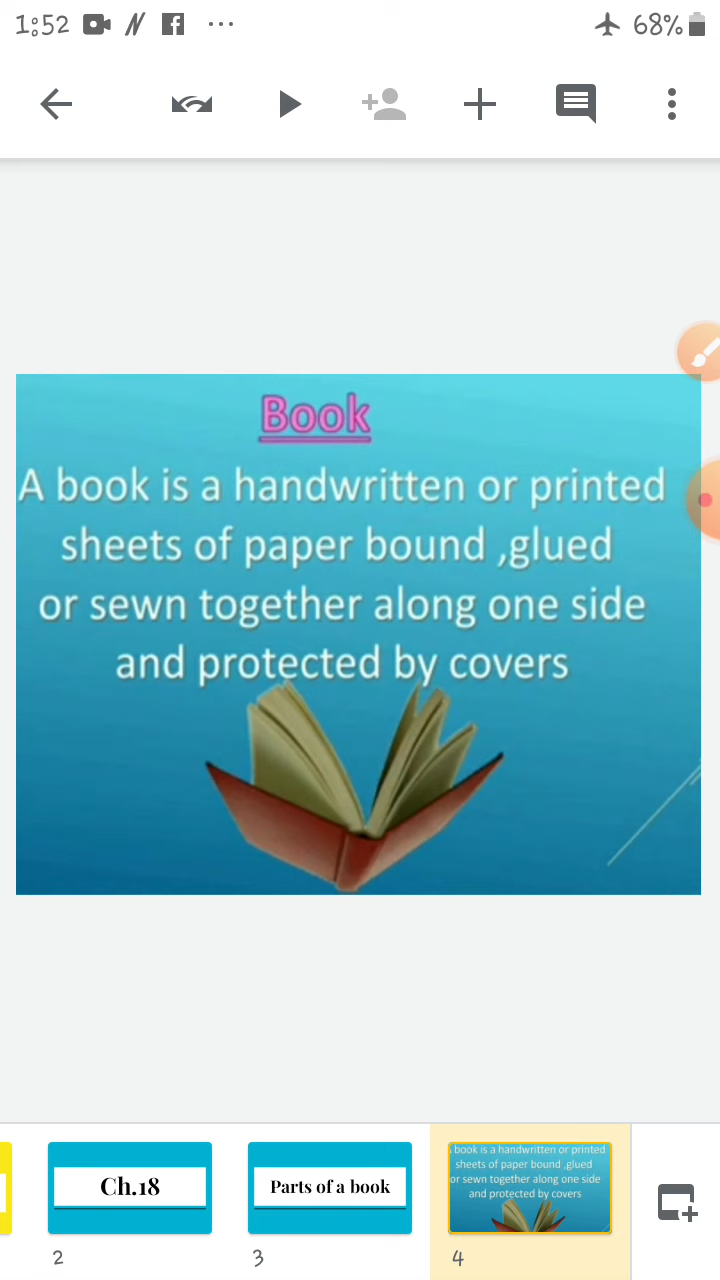 1:52
68%
Book
A book is a handwritten or printed
sheets of paper bound ,glued
or sewn together along one side
and protected by covers
Ch.18
Parts of a book
book is a handwritten or printed
sheets of paper bound ,glued
or sewn together along one side
and protected by covers
2
3
4